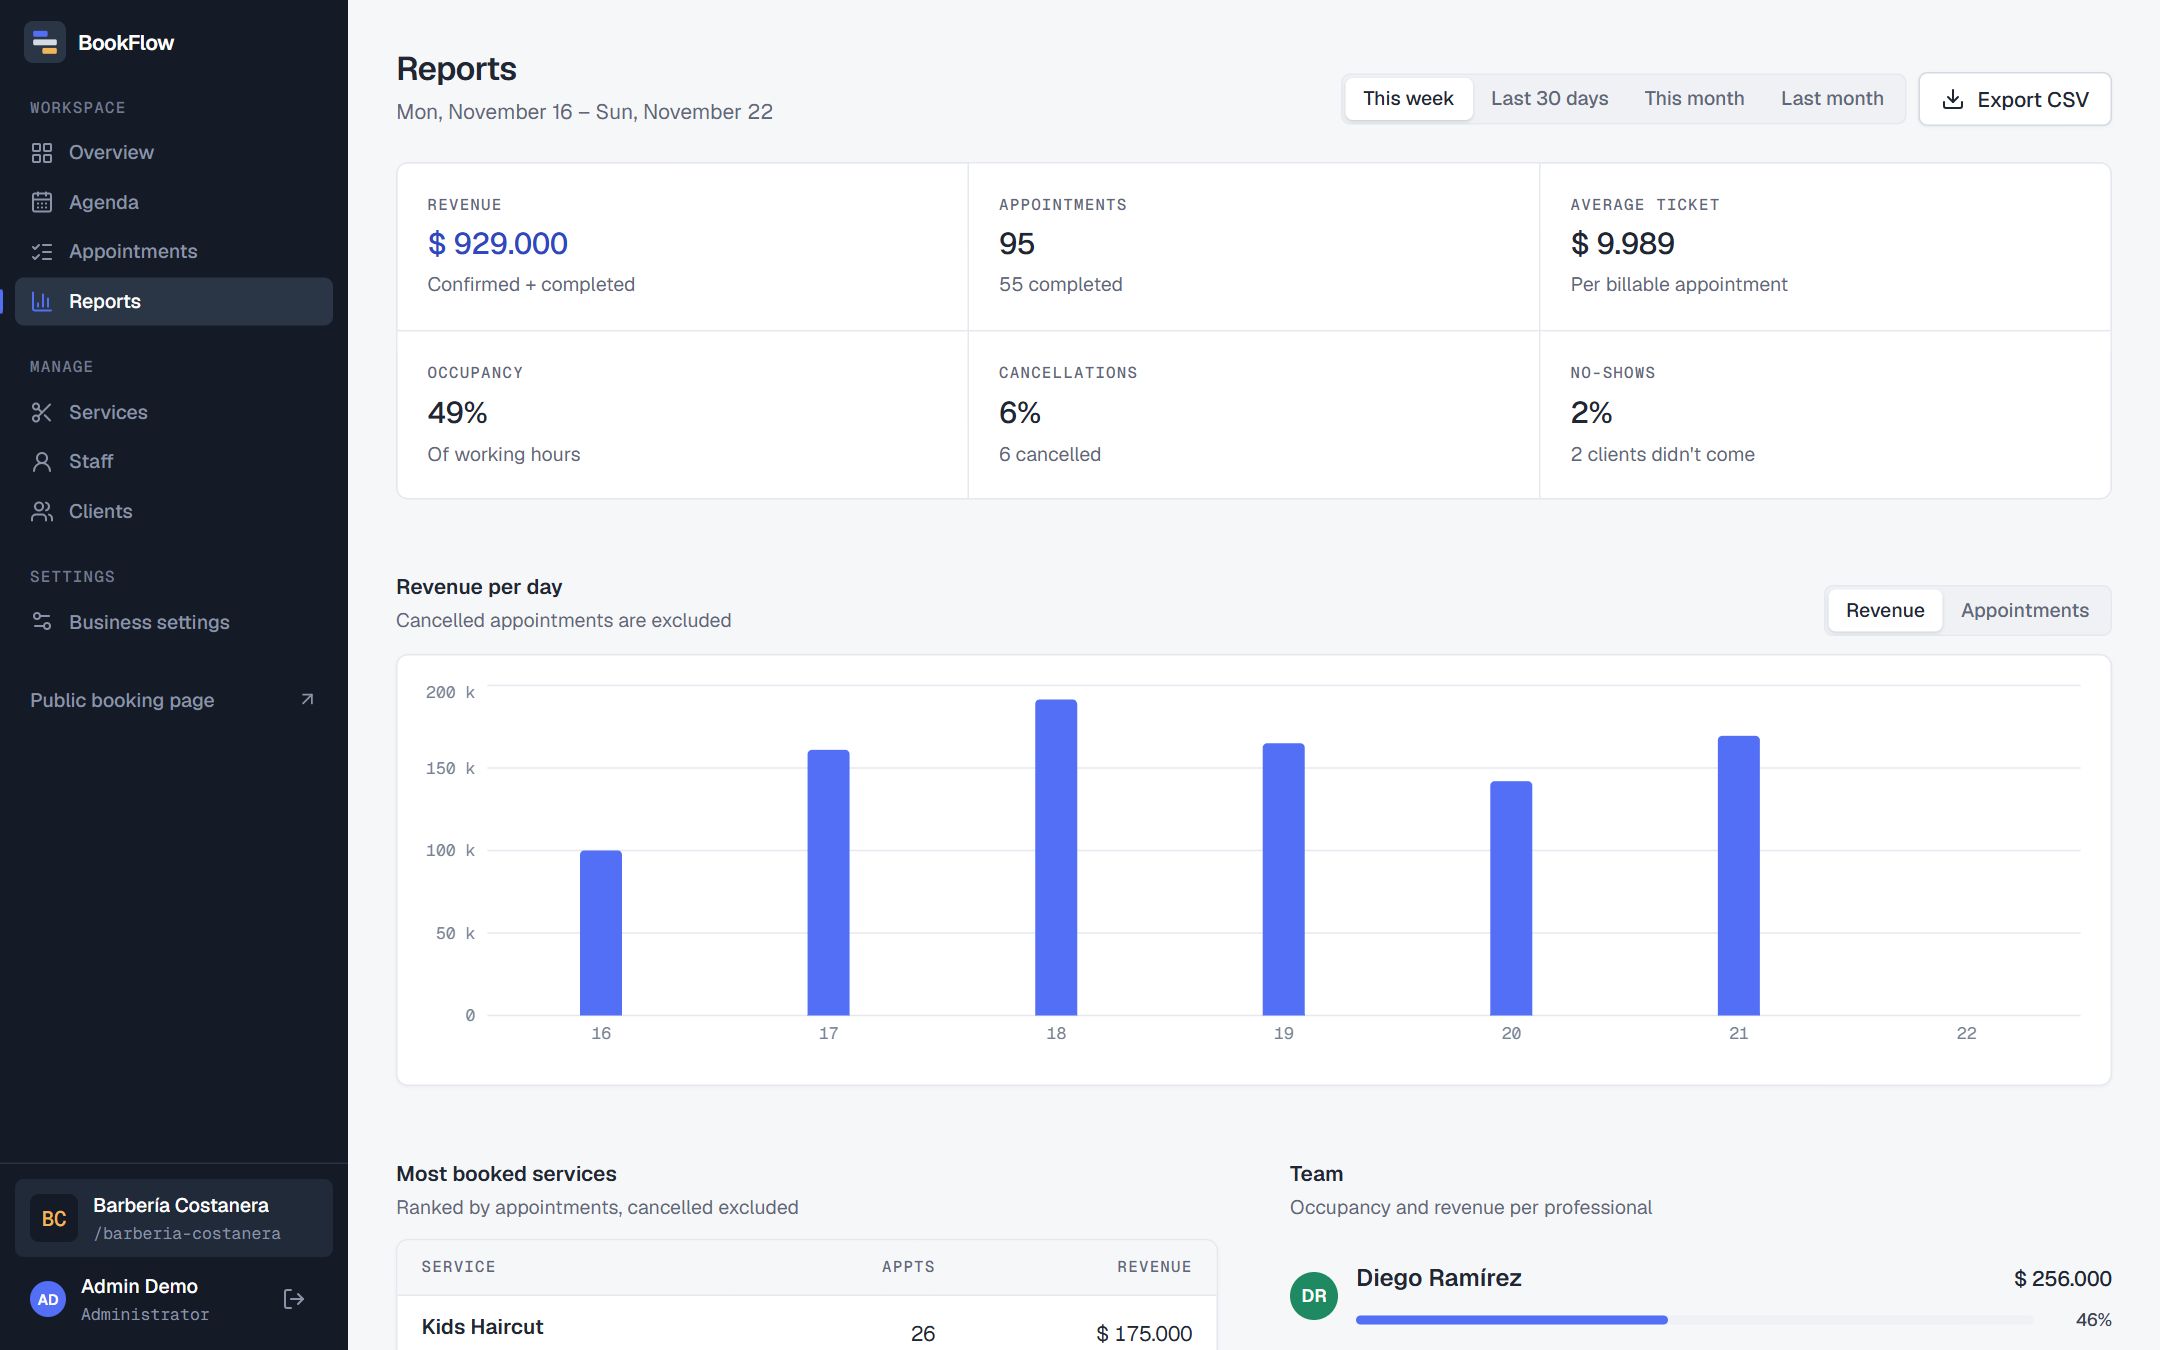 BookFlow
WORKSPACE
Overview
Agenda
Appointments
Reports
MANAGE
Services
Staff
Clients
SETTINGS
Business settings
Public booking page
BC
Barbería Costanera
/barberia-costanera
AD
Admin Demo
Administrator
Reports
Mon, November 16 – Sun, November 22
This week Last 30 days This month Last month
Export CSV
REVENUE
$ 929.000
Confirmed + completed
APPOINTMENTS
95
55 completed
AVERAGE TICKET
$ 9.989
Per billable appointment
OCCUPANCY
49%
Of working hours
CANCELLATIONS
6%
6 cancelled
NO-SHOWS
2%
2 clients didn't come
Revenue per day
Cancelled appointments are excluded
Revenue Appointments
200 k
150 k
100 k
50 k
0
16 17 18 19 20 21 22
Most booked services
Ranked by appointments, cancelled excluded
SERVICE APPTS REVENUE
Kids Haircut 26 $ 175.000
Team
Occupancy and revenue per professional
DR
Diego Ramírez $ 256.000
46%